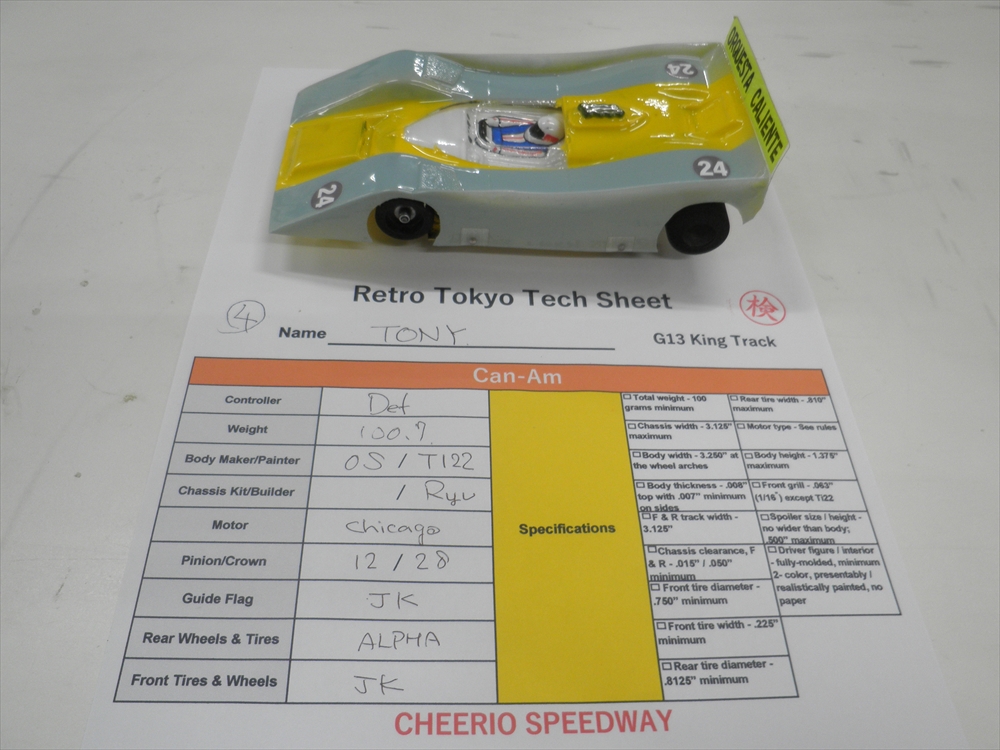 ORQUESTA CALIENTE
24
24
24
Retro Tokyo Tech Sheet
検
4
Name TONY
G13 King Track
Can-Am
Controller Def
Weight 100.7
Body Maker/Painter OS / TI22
Chassis Kit/Builder / Ryu
Motor Chicago
Pinion/Crown 12 / 28
Guide Flag JK
Rear Wheels & Tires ALPHA
Front Tires & Wheels JK
Specifications
Total weight - 100
grams minimum
Rear tire width - .810"
maximum
Chassis width - 3.125"
maximum
Motor type - See rules
Body width - 3.250" at
the wheel arches
Body height - 1.375"
maximum
Body thickness - .008"
top with .007" minimum
on sides
Front grill - .063"
(1/16") except Ti22
F & R track width -
3.125"
Spoiler size / height -
no wider than body;
.500" maximum
Chassis clearance, F
& R - .015" / .050"
minimum
Driver figure / interior
- fully-molded, minimum
2- color, presentably /
realistically painted, no
paper
Front tire diameter -
.750" minimum
Front tire width - .225"
minimum
Rear tire diameter -
.8125" minimum
CHEERIO SPEEDWAY